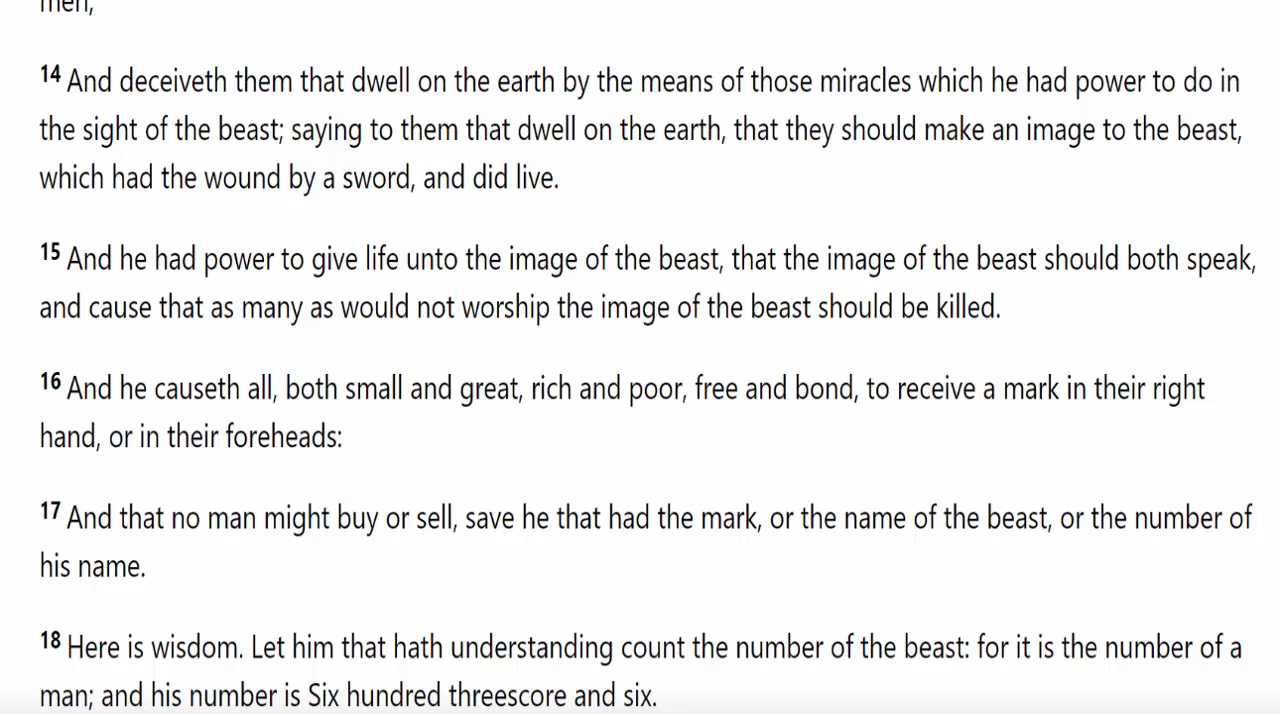 men,
14 And deceiveth them that dwell on the earth by the means of those miracles which he had power to do in
the sight of the beast; saying to them that dwell on the earth, that they should make an image to the beast,
which had the wound by a sword, and did live.
15 And he had power to give life unto the image of the beast, that the image of the beast should both speak,
and cause that as many as would not worship the image of the beast should be killed.
16 And he causeth all, both small and great, rich and poor, free and bond, to receive a mark in their right
hand, or in their foreheads:
17 And that no man might buy or sell, save he that had the mark, or the name of the beast, or the number of
his name.
18 Here is wisdom. Let him that hath understanding count the number of the beast: for it is the number of a
man; and his number is Six hundred threescore and six.